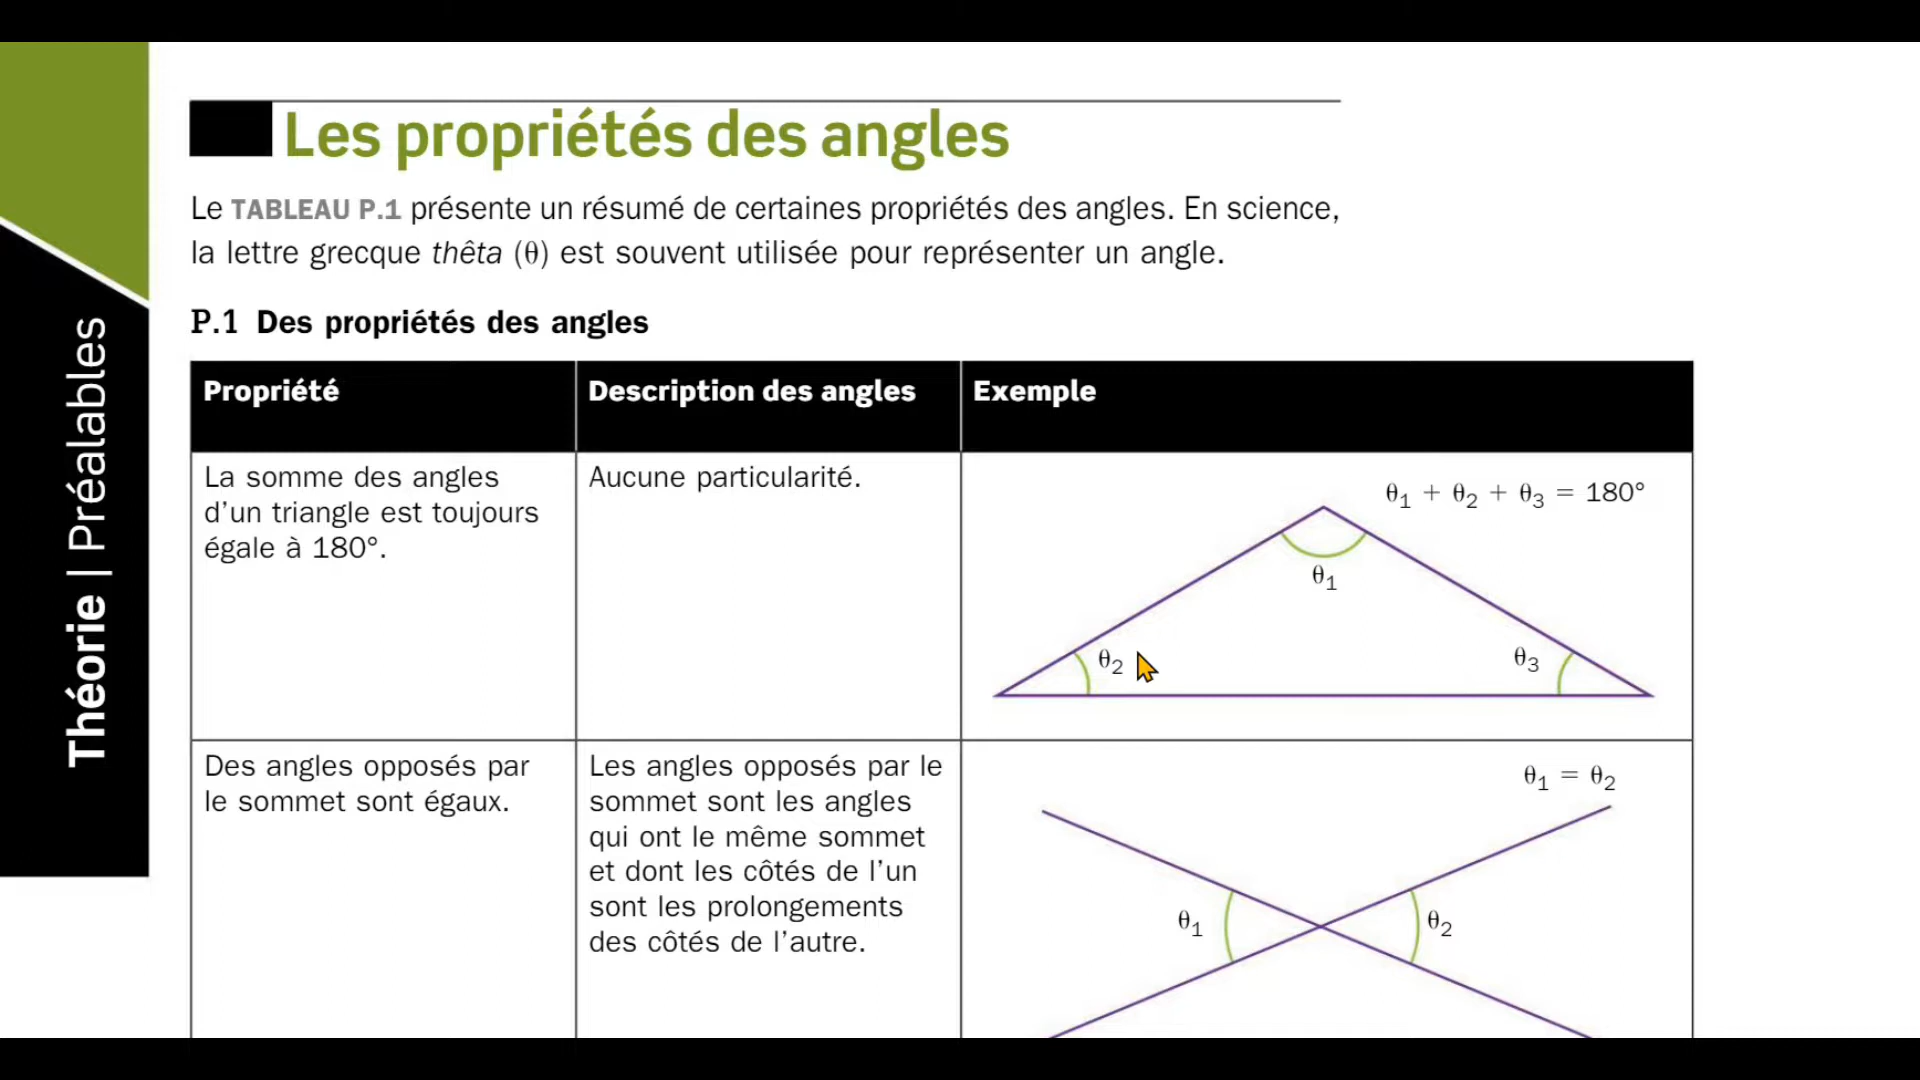 Théorie | Préalables
Les propriétés des angles
Le TABLEAU P.1 présente un résumé de certaines propriétés des angles. En science,
la lettre grecque thêta (θ) est souvent utilisée pour représenter un angle.
P.1 Des propriétés des angles
Propriété
Description des angles
Exemple
La somme des angles
d’un triangle est toujours
égale à 180°.
Aucune particularité.
θ₁ + θ₂ + θ₃ = 180°
θ₁
θ₂
θ₃
Des angles opposés par
le sommet sont égaux.
Les angles opposés par le
sommet sont les angles
qui ont le même sommet
et dont les côtés de l’un
sont les prolongements
des côtés de l’autre.
θ₁ = θ₂
θ₁
θ₂